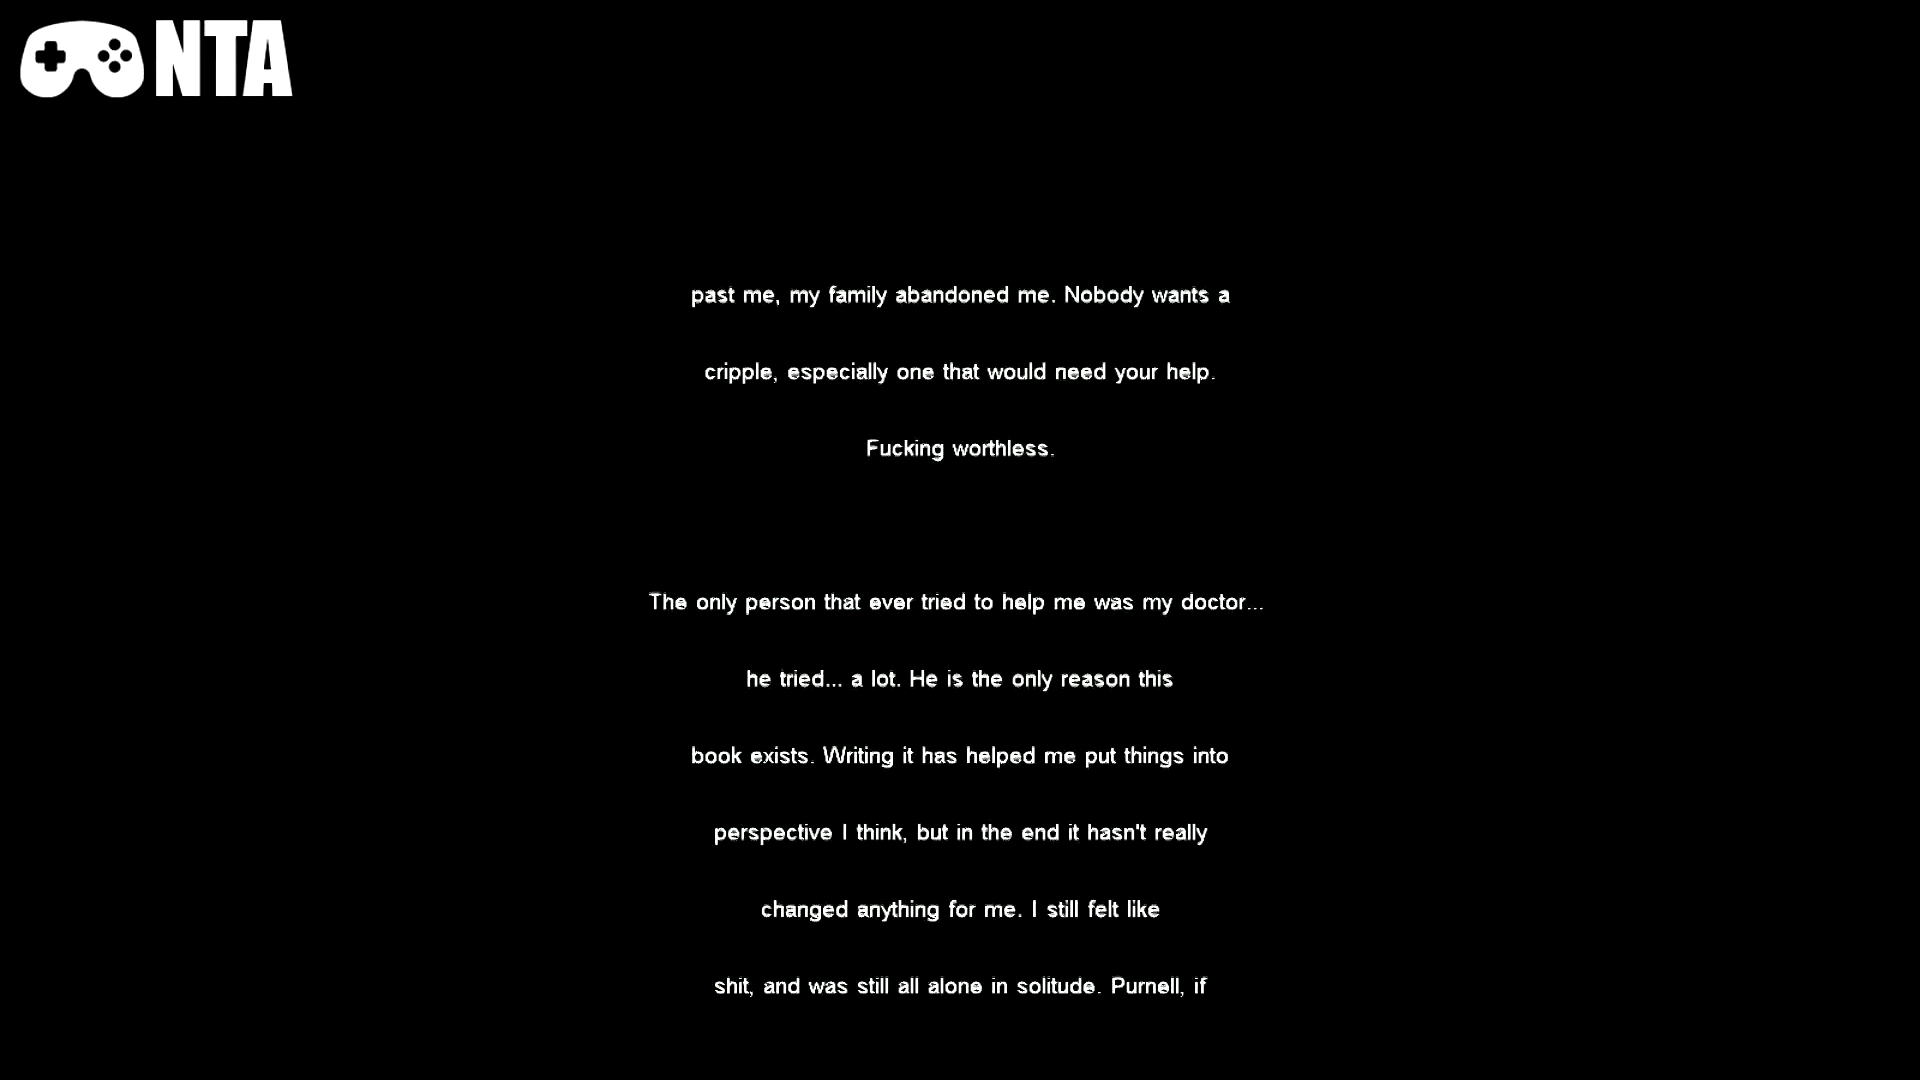 NTA
past me, my family abandoned me. Nobody wants a
cripple, especially one that would need your help.
Fucking worthless.
The only person that ever tried to help me was my doctor...
he tried... a lot. He is the only reason this
book exists. Writing it has helped me put things into
perspective I think, but in the end it hasn't really
changed anything for me. I still felt like
shit, and was still all alone in solitude. Purnell, if